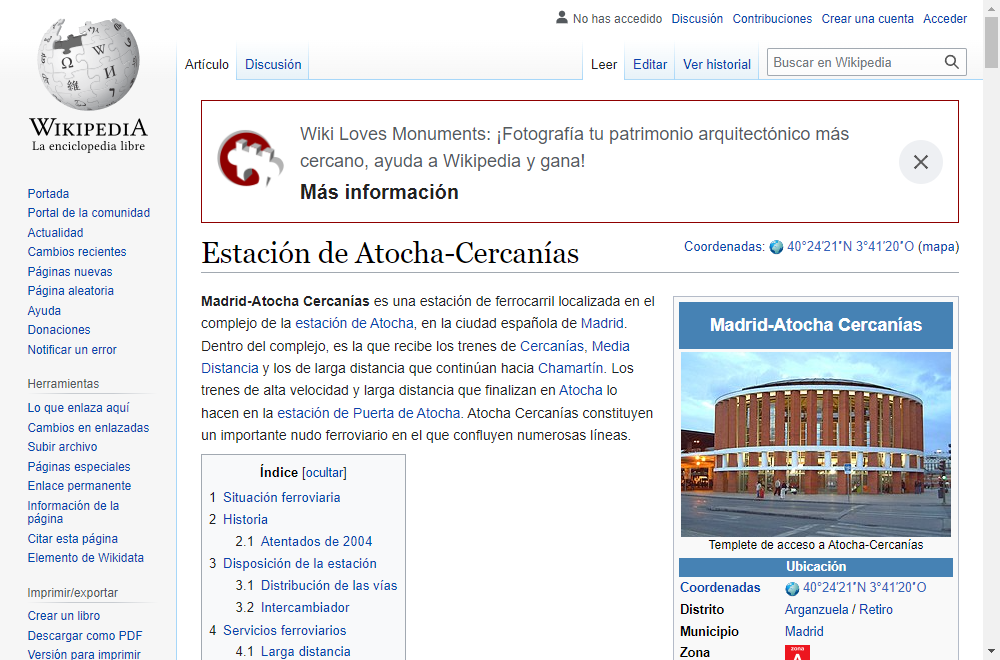 No has accedido Discusión Contribuciones Crear una cuenta Acceder
Artículo Discusión Leer Editar Ver historial Buscar en Wikipedia
WIKIPEDIA
La enciclopedia libre
Portada
Portal de la comunidad
Actualidad
Cambios recientes
Páginas nuevas
Página aleatoria
Ayuda
Donaciones
Notificar un error
Herramientas
Lo que enlaza aquí
Cambios en enlazadas
Subir archivo
Páginas especiales
Enlace permanente
Información de la
página
Citar esta página
Elemento de Wikidata
Imprimir/exportar
Crear un libro
Descargar como PDF
Versión para imprimir
Wiki Loves Monuments: ¡Fotografía tu patrimonio arquitectónico más
cercano, ayuda a Wikipedia y gana!
Más información
Estación de Atocha-Cercanías
Coordenadas: 40°24′21″N 3°41′20″O (mapa)
Madrid-Atocha Cercanías es una estación de ferrocarril localizada en el
complejo de la estación de Atocha, en la ciudad española de Madrid.
Dentro del complejo, es la que recibe los trenes de Cercanías, Media
Distancia y los de larga distancia que continúan hacia Chamartín. Los
trenes de alta velocidad y larga distancia que finalizan en Atocha lo
hacen en la estación de Puerta de Atocha. Atocha Cercanías constituyen
un importante nudo ferroviario en el que confluyen numerosas líneas.
Índice [ocultar]
1 Situación ferroviaria
2 Historia
2.1 Atentados de 2004
3 Disposición de la estación
3.1 Distribución de las vías
3.2 Intercambiador
4 Servicios ferroviarios
4.1 Larga distancia
Madrid-Atocha Cercanías
Templete de acceso a Atocha-Cercanías
Ubicación
Coordenadas 40°24′21″N 3°41′20″O
Distrito Arganzuela / Retiro
Municipio Madrid
Zona zona A